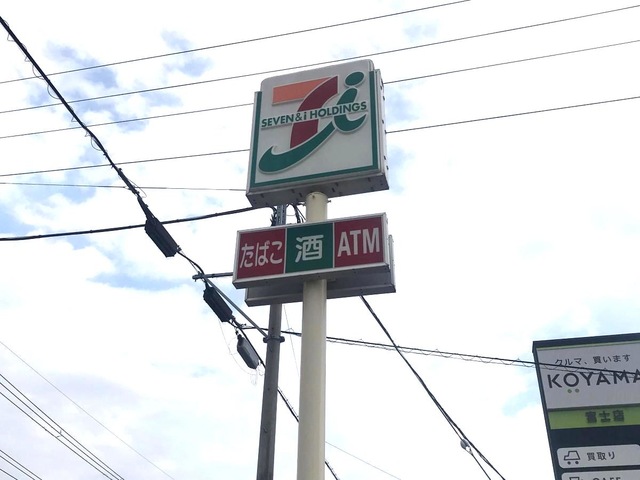 SEVEN&i HOLDINGS
たばこ 酒 ATM
クルマ、買います
KOYAMA
富士店
買取り